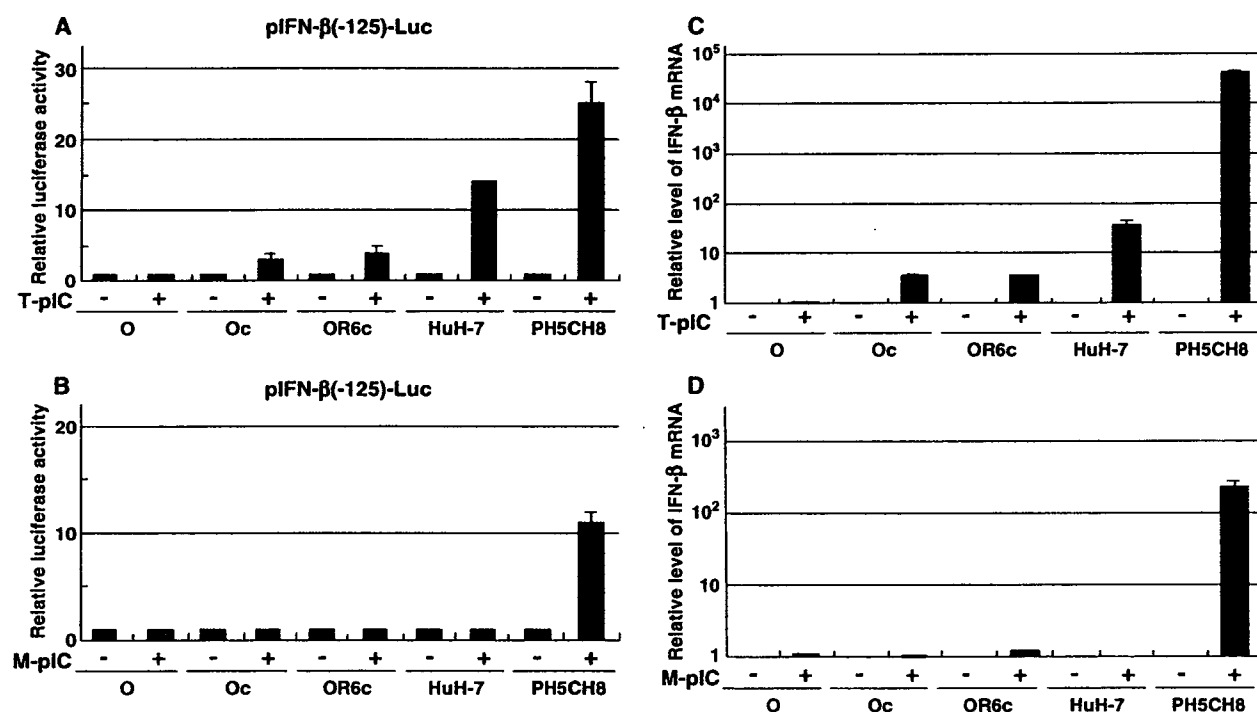 A
pIFN-β(-125)-Luc
Relative luciferase activity
30
20
10
0
T-pIC - + - + - + - + - +
O Oc OR6c HuH-7 PH5CH8
B
pIFN-β(-125)-Luc
Relative luciferase activity
20
10
0
M-pIC - + - + - + - + - +
O Oc OR6c HuH-7 PH5CH8
C
Relative level of IFN-β mRNA
10⁵
10⁴
10³
10²
10
1
T-pIC - + - + - + - + - +
O Oc OR6c HuH-7 PH5CH8
D
Relative level of IFN-β mRNA
10³
10²
10
1
M-pIC - + - + - + - + - +
O Oc OR6c HuH-7 PH5CH8